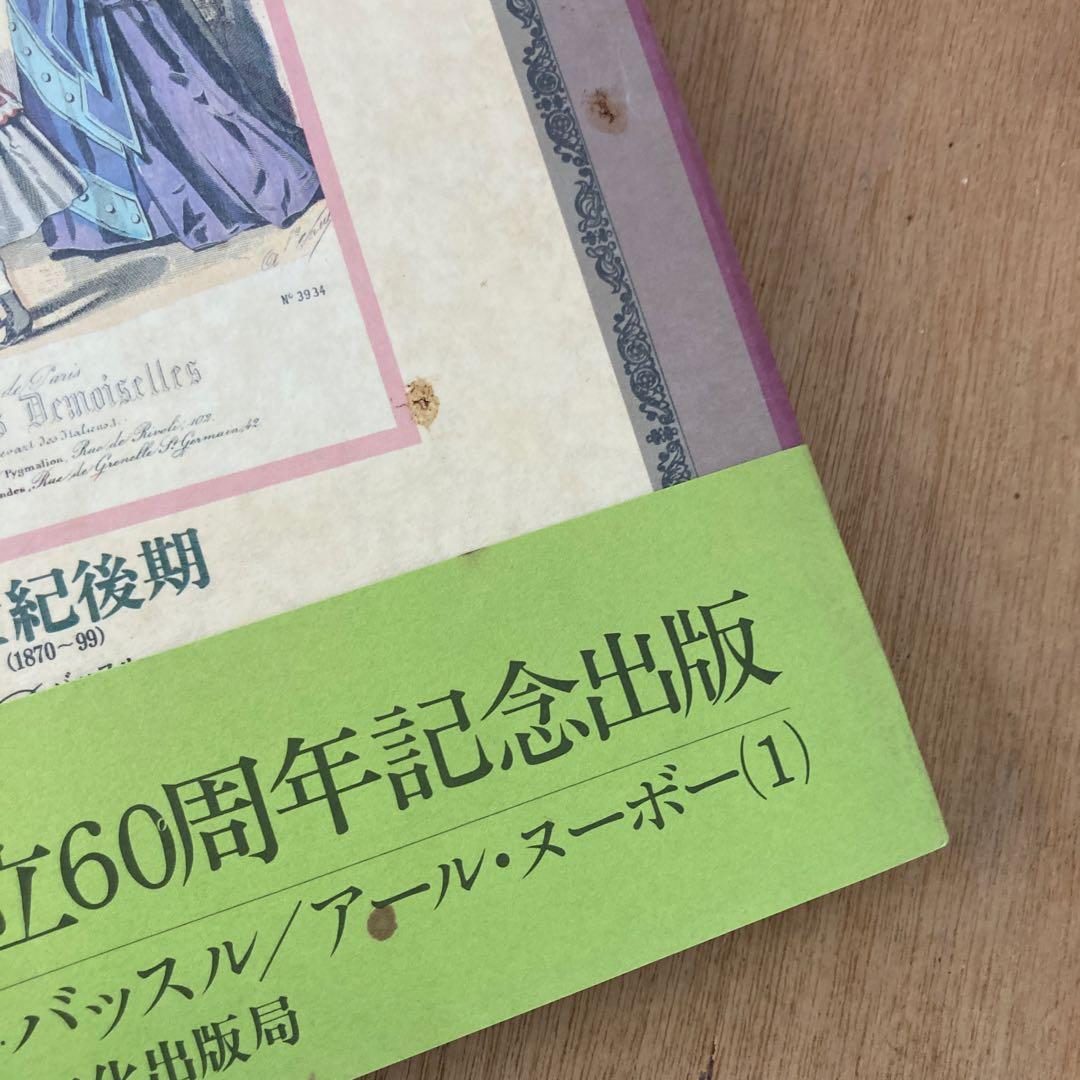 Nº 3934
de Paris
Demoiselles
102.
Pygmalion, Rue de Rivoli,
Rue de Grenelle St Germain, 42
紀後期
(1870～99)
立60周年記念出版
バッスル/アール・ヌーボー(1)
出版局